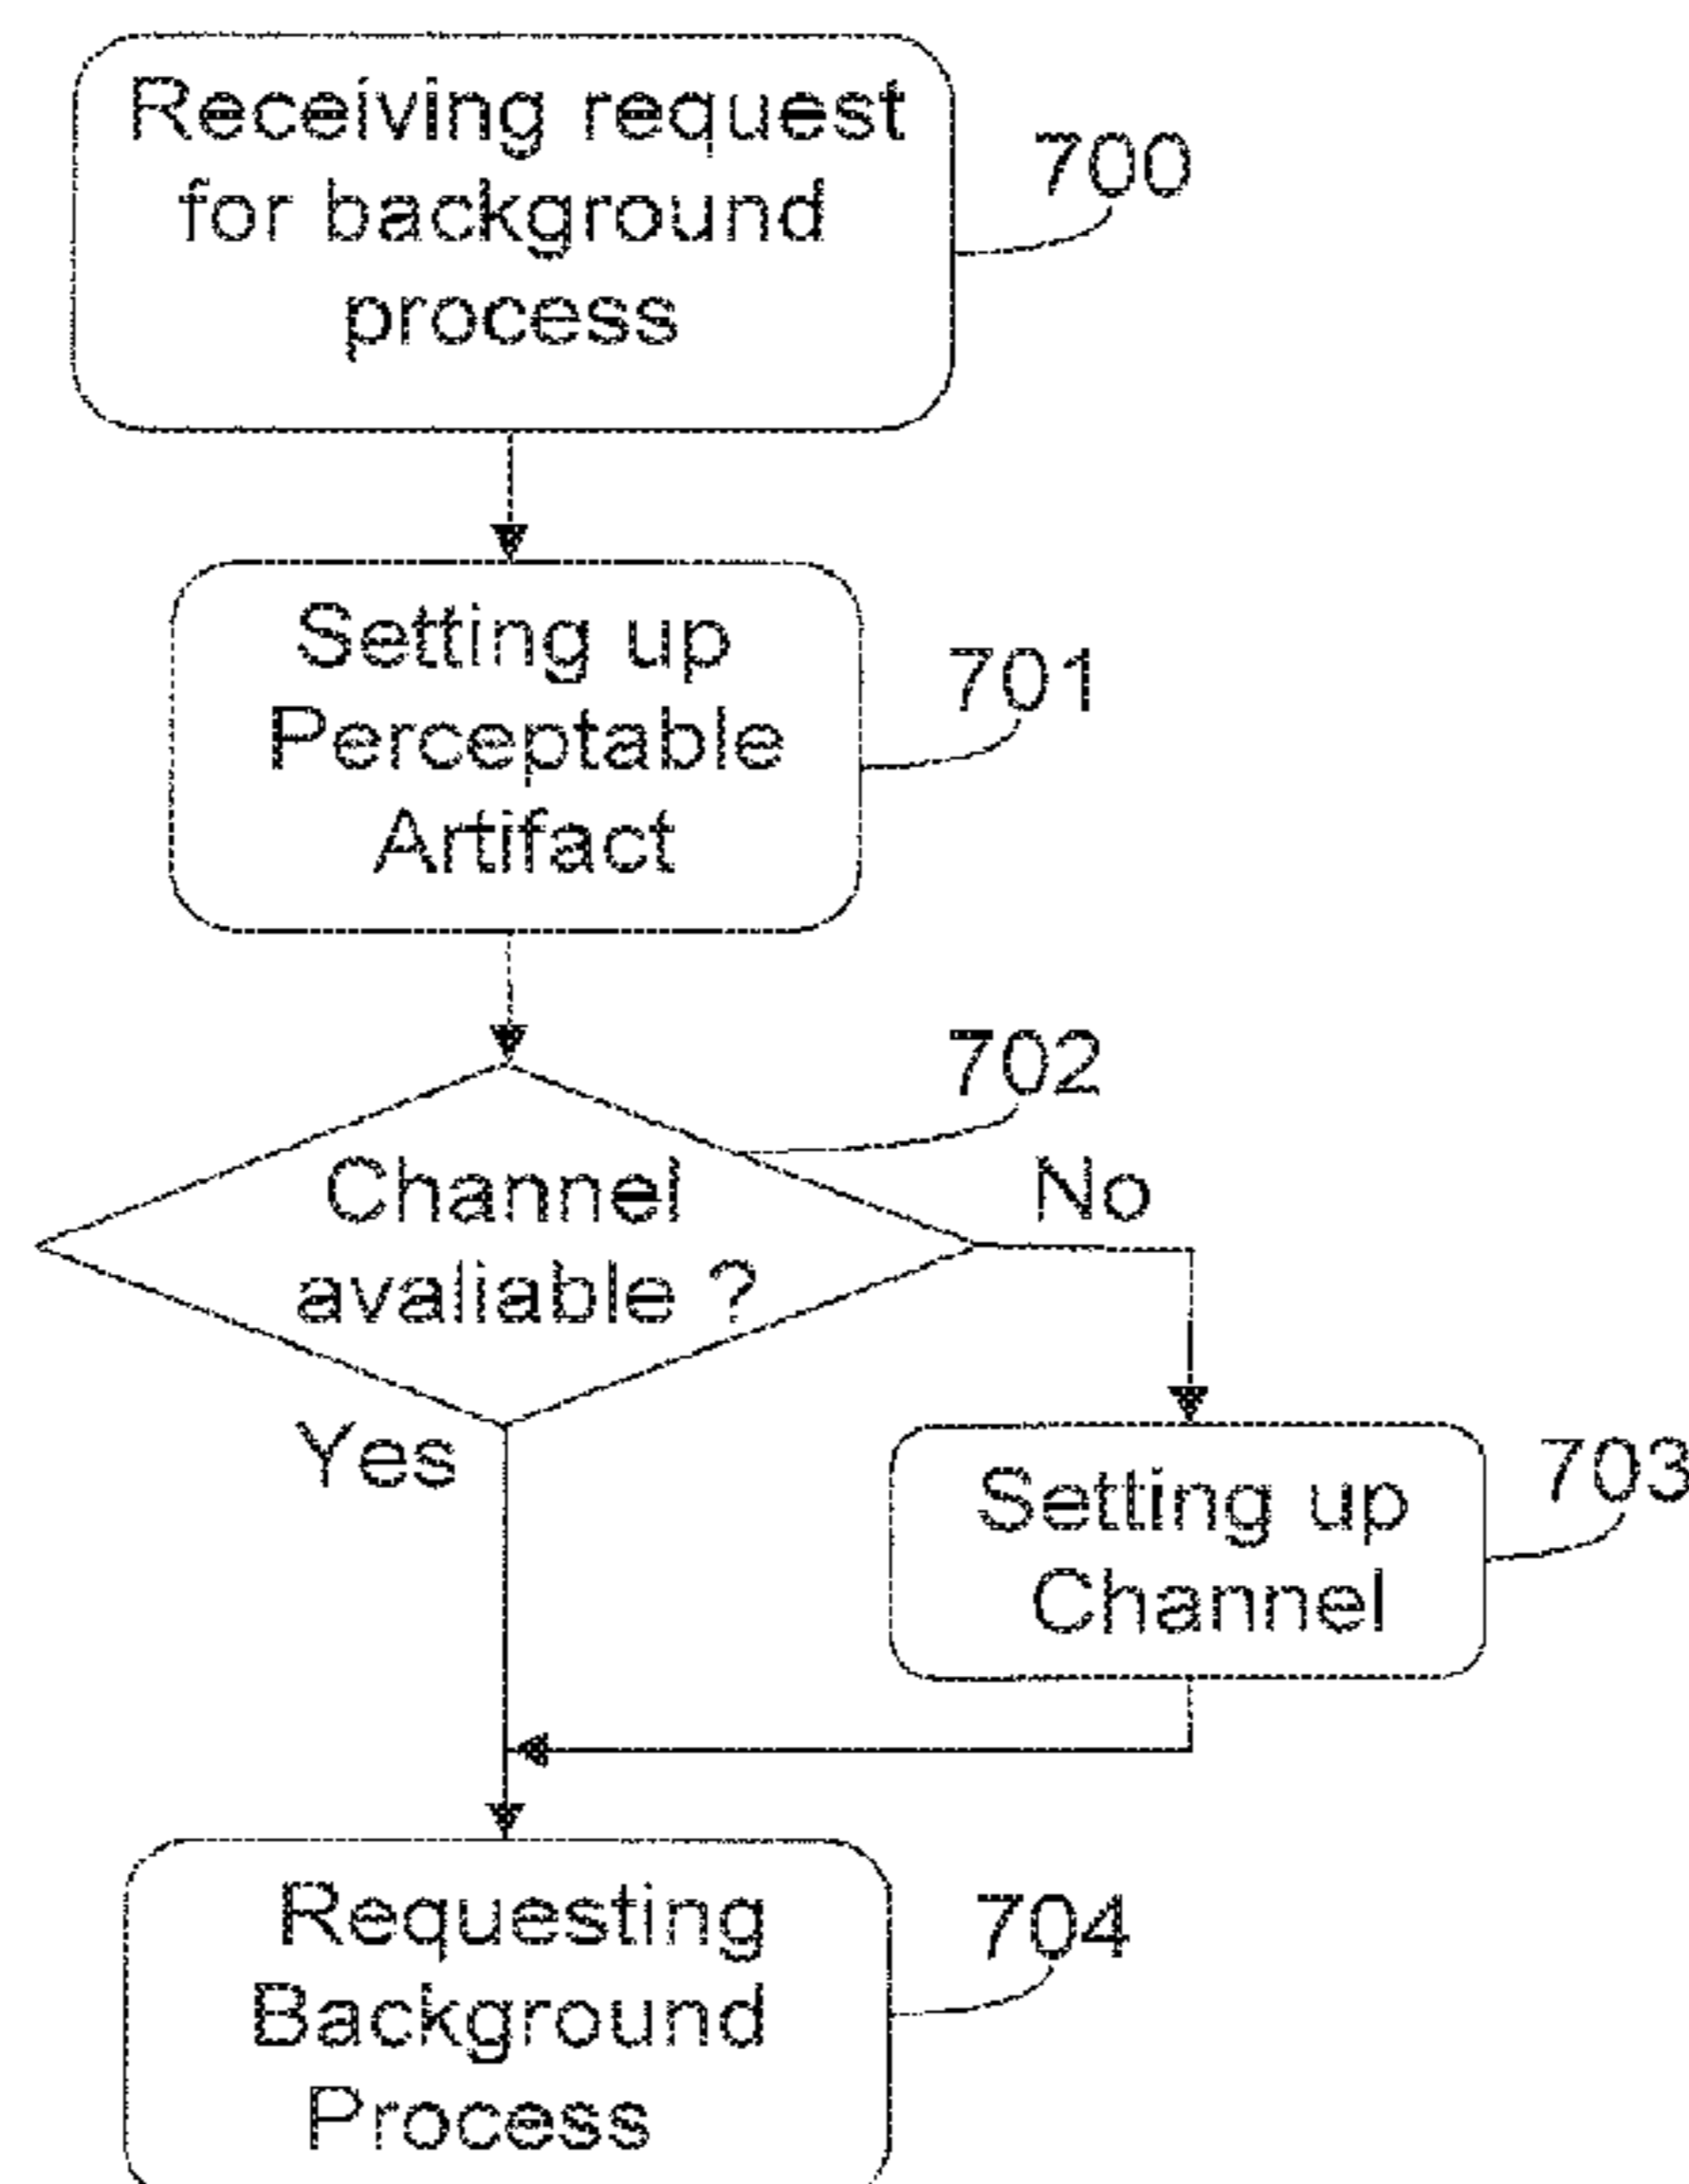 Receiving request
for background
process
700
Setting up
Perceptable
Artifact
701
702
Channel
avaliable ?
No
Yes
Setting up
Channel
703
Requesting
Background
Process
704